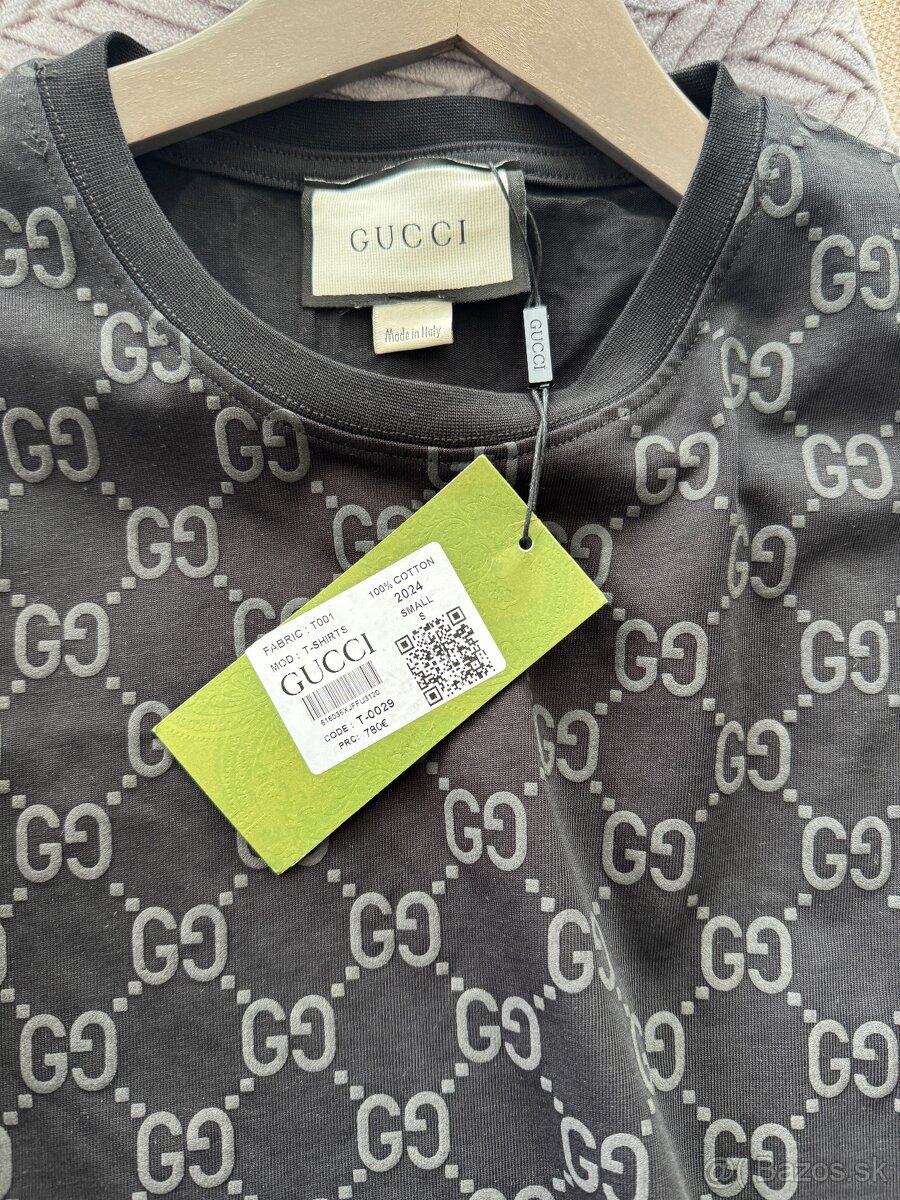 GUCCI
Made in Italy
GUCCI
FABRIC : T001
MOD : T-SHIRTS
GUCCI
616036XJFPU3120
CODE : T-0029
PRC: 780€
100% COTTON
2024
SMALL
S
Bazos.sk